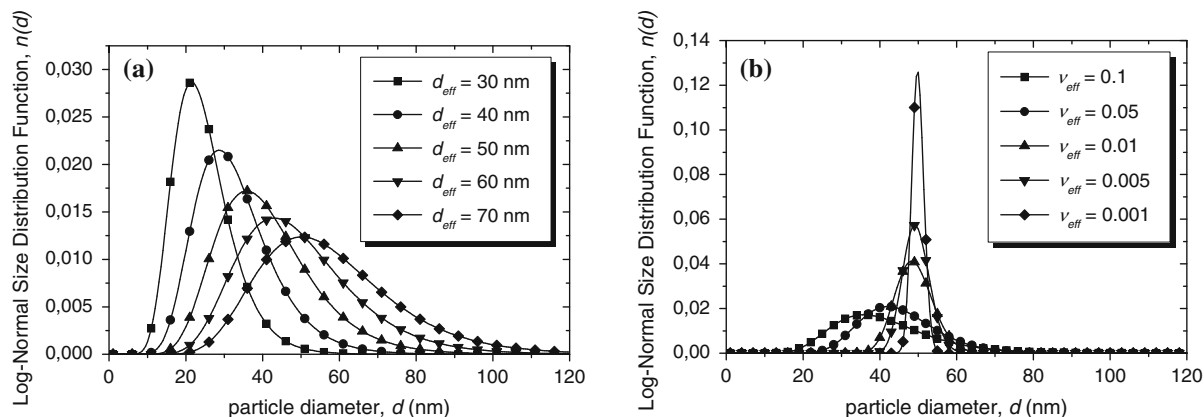 Log-Normal Size Distribution Function, n(d)
0,030
0,025
0,020
0,015
0,010
0,005
0,000
(a)
d_eff = 30 nm
d_eff = 40 nm
d_eff = 50 nm
d_eff = 60 nm
d_eff = 70 nm
0 20 40 60 80 100 120
particle diameter, d (nm)
Log-Normal Size Distribution Function, n(d)
0,14
0,12
0,10
0,08
0,06
0,04
0,02
0,00
(b)
ν_eff = 0.1
ν_eff = 0.05
ν_eff = 0.01
ν_eff = 0.005
ν_eff = 0.001
0 20 40 60 80 100 120
particle diameter, d (nm)